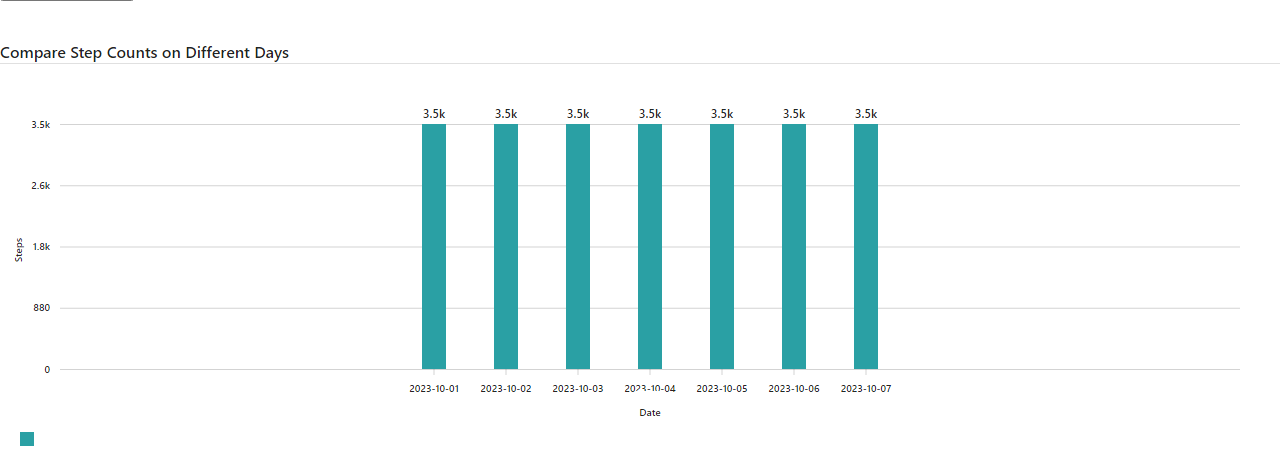 Compare Step Counts on Different Days
3.5k 3.5k 3.5k 3.5k 3.5k 3.5k 3.5k
3.5k
2.6k
1.8k
880
0
Steps
2023-10-01 2023-10-02 2023-10-03 2023-10-04 2023-10-05 2023-10-06 2023-10-07
Date